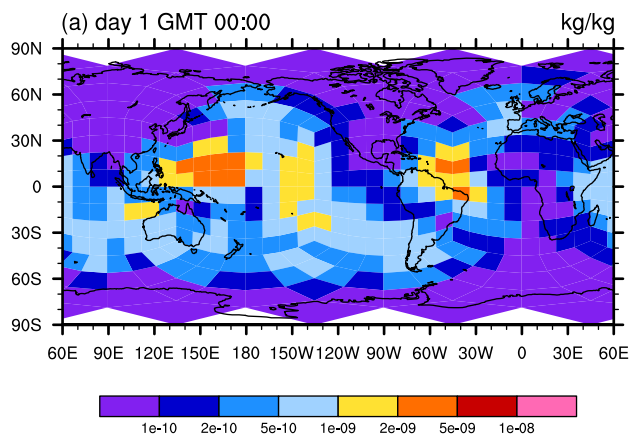 (a) day 1 GMT 00:00 kg/kg
90N
60N
30N
0
30S
60S
90S
60E 90E 120E 150E 180 150W 120W 90W 60W 30W 0 30E 60E
1e-10 2e-10 5e-10 1e-09 2e-09 5e-09 1e-08